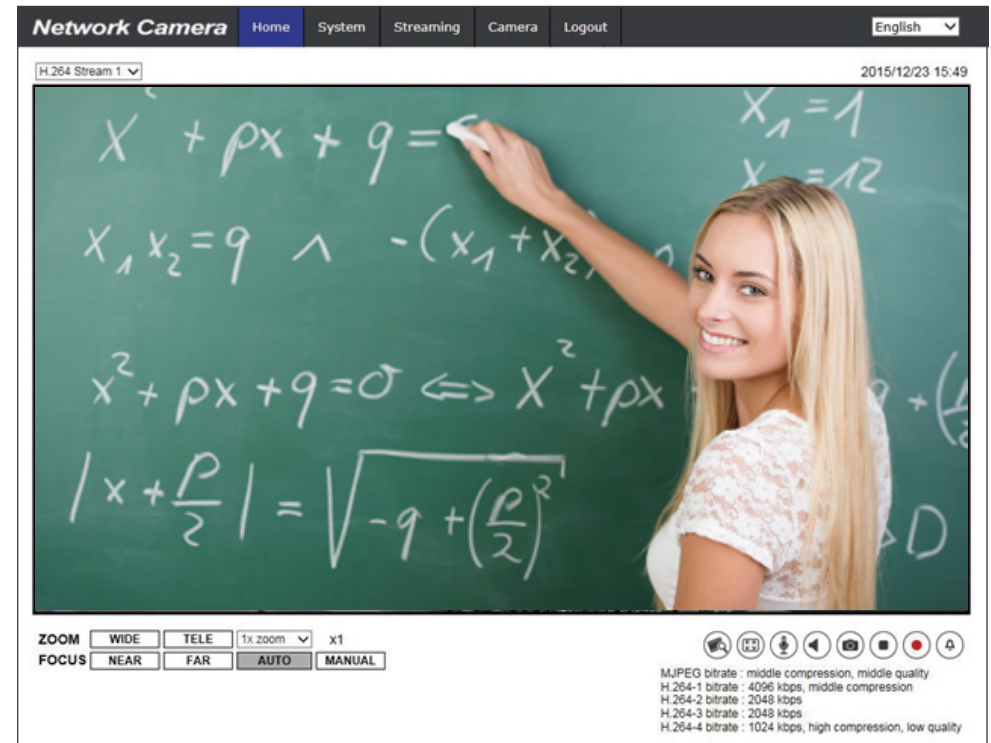 Network Camera Home System Streaming Camera Logout English
H.264 Stream 1 2015/12/23 15:49
x² + px + q = x₁ = 1
x = 12
x₁ x₂ = q ∧ -(x₁ + x₂)
x² + px + q = 0 <=> x² + px q + (
|x + p/2| = √-q + (p/2)² D
ZOOM WIDE TELE 1x zoom x1
FOCUS NEAR FAR AUTO MANUAL
MJPEG bitrate : middle compression, middle quality
H.264-1 bitrate : 4096 kbps, middle compression
H.264-2 bitrate : 2048 kbps
H.264-3 bitrate : 2048 kbps
H.264-4 bitrate : 1024 kbps, high compression, low quality